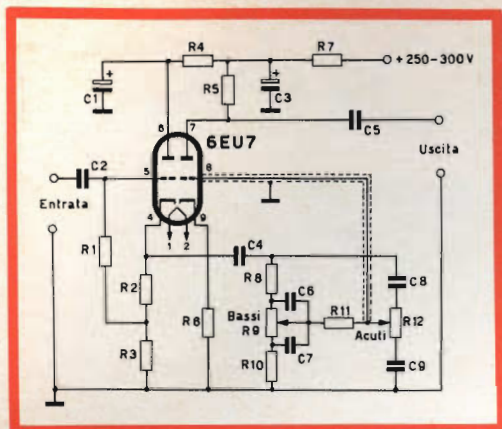 R4
R7
+250-300V
C1
+
R5
+
C3
C5
6
7
6EU7
Uscita
C2
5
8
Entrata
4
1
2
9
C4
R1
R2
R8
C6
C8
Bassi
R9
R11
Acuti
R12
R3
R6
C7
R10
C9